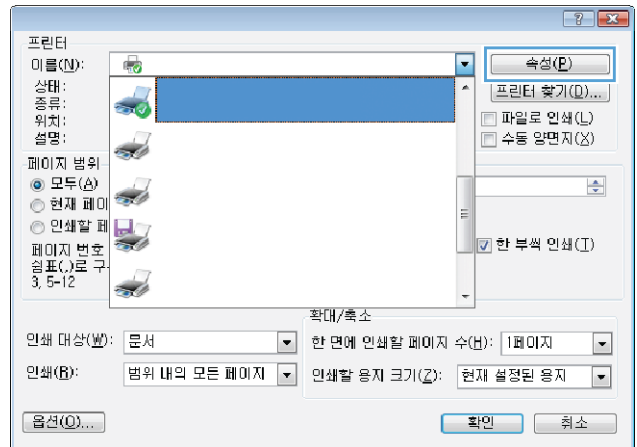 프린터
이름(N): 속성(P)
상태: 프린터 찾기(D)...
종류:
위치: 파일로 인쇄(L)
설명: 수동 양면지(X)
페이지 범위
모두(A)
현재 페이
인쇄할 페
페이지 번호 한 부씩 인쇄(T)
쉼표(,)로 구
3, 5-12
확대/축소
인쇄 대상(W): 문서 한 면에 인쇄할 페이지 수(H): 1페이지
인쇄(R): 범위 내의 모든 페이지 인쇄할 용지 크기(Z): 현재 설정된 용지
옵션(O)... 확인 취소